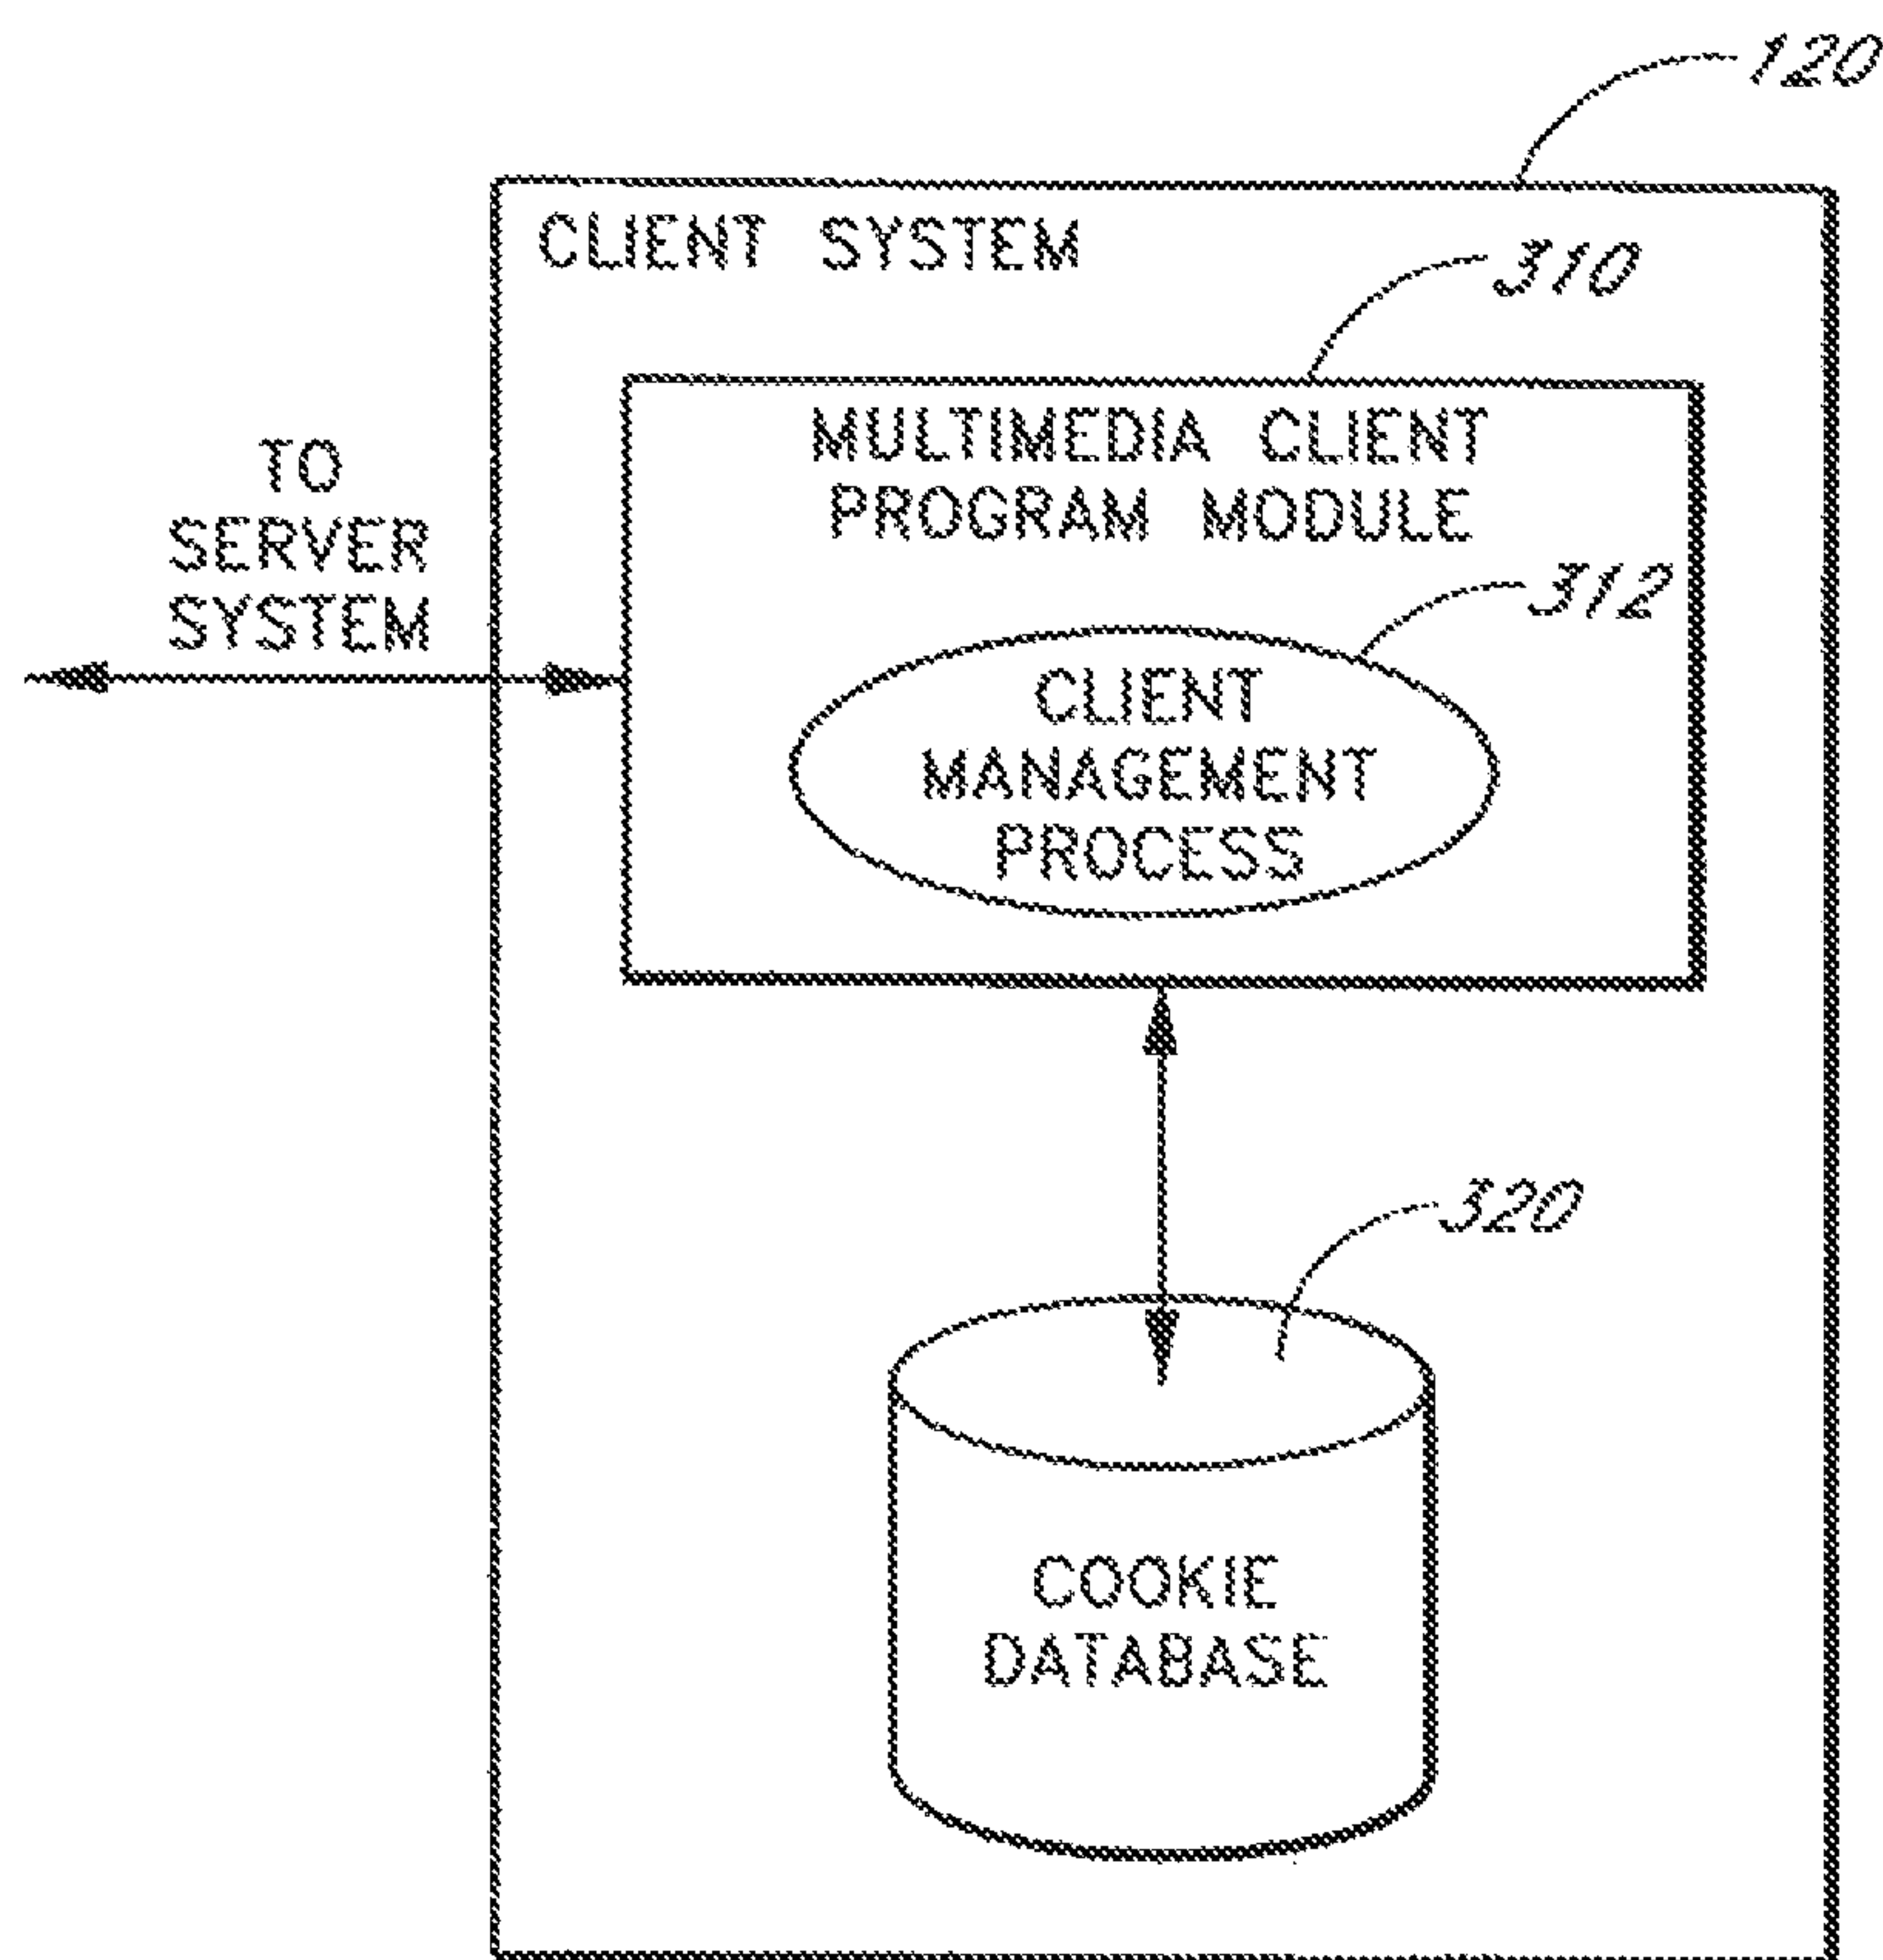 120
CLIENT SYSTEM
310
MULTIMEDIA CLIENT
PROGRAM MODULE
TO
SERVER
SYSTEM
312
CLIENT
MANAGEMENT
PROCESS
320
COOKIE
DATABASE